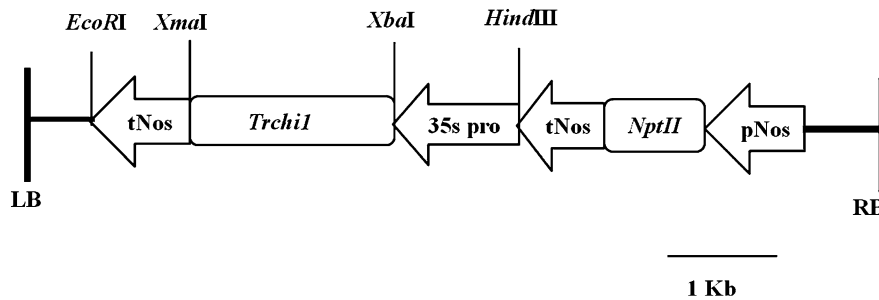 EcoRI XmaI XbaI HindIII
tNos Trchi1 35s pro tNos NptII pNos
LB RB
1 Kb